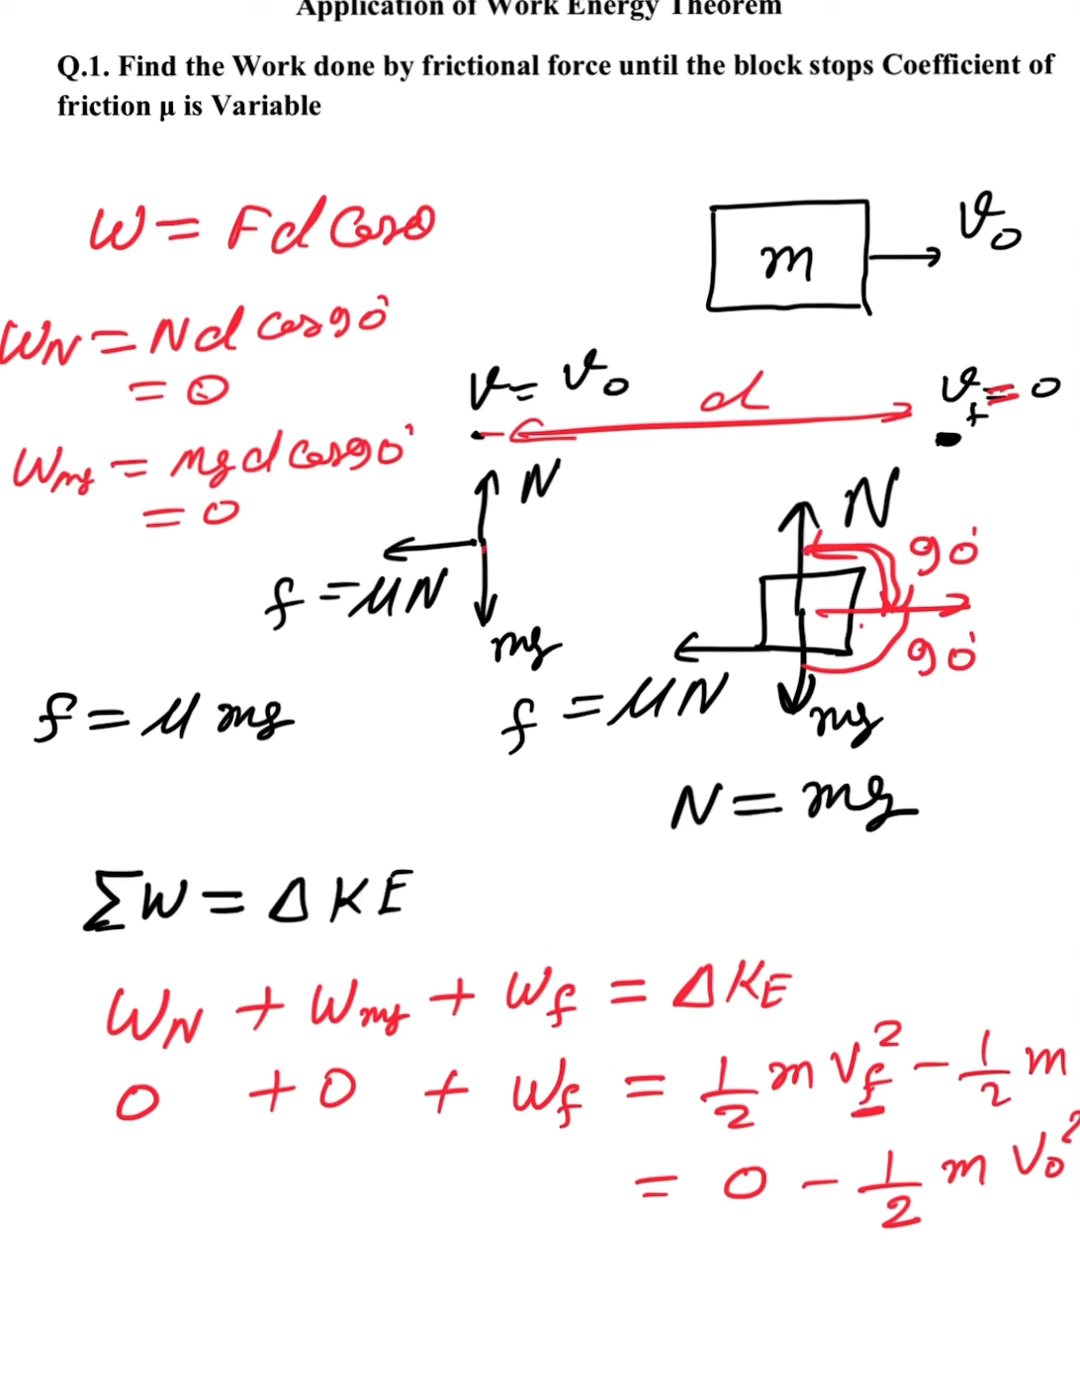 Application of Work Energy Theorem
Q.1. Find the Work done by frictional force until the block stops Coefficient of
friction μ is Variable
W = Fd Cosθ
m
v₀
W_N = Nd cos90°
= 0
v = v₀
d
v_f = 0
W_mg = mgd Cos90°
= 0
N
N
90°
f = μN
mg
90°
f = μ mg
f = μN
mg
N = mg
ΣW = ΔKE
W_N + W_mg + W_f = ΔKE
0 + 0 + W_f = ½ m V_f² - ½ m
= 0 - ½ m V₀²